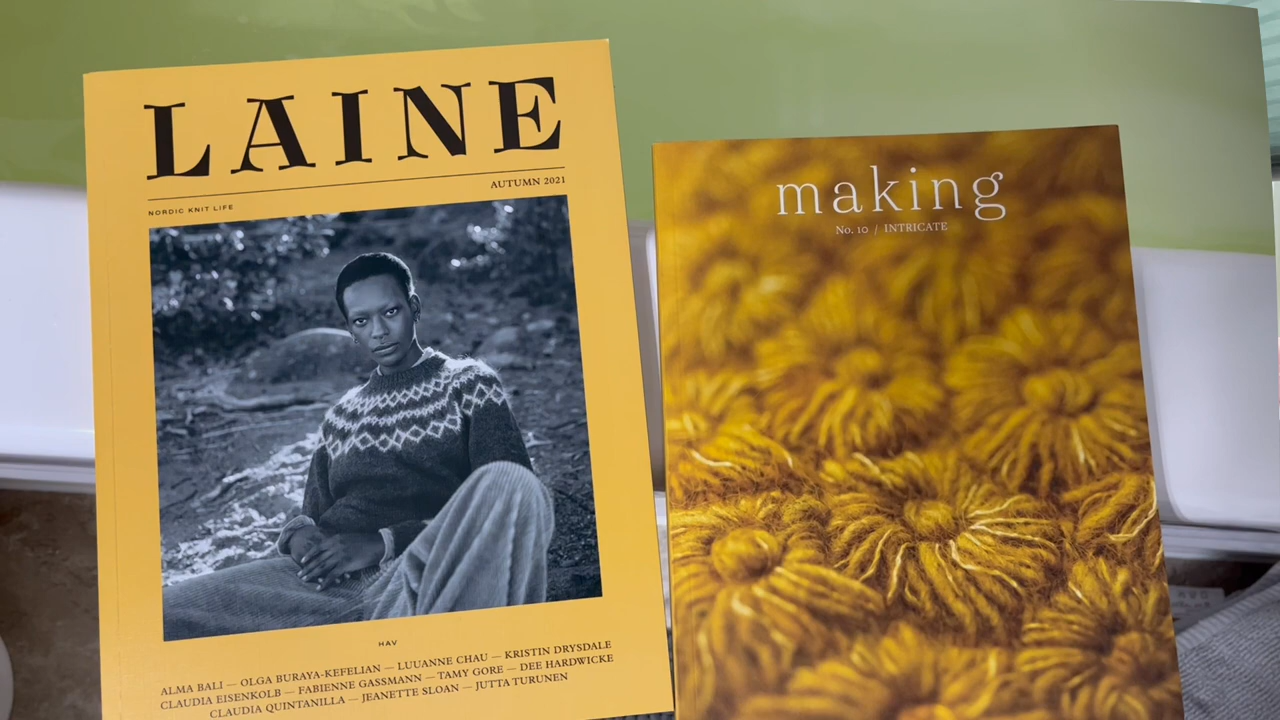 LAINE
AUTUMN 2021
NORDIC KNIT LIFE
HAV
ALMA BALI — OLGA BURAYA-KEFELIAN — LUUANNE CHAU — KRISTIN DRYSDALE
CLAUDIA EISENKOLB — FABIENNE GASSMANN — TAMY GORE — DEE HARDWICKE
CLAUDIA QUINTANILLA — JEANETTE SLOAN — JUTTA TURUNEN
making
No. 10 / INTRICATE